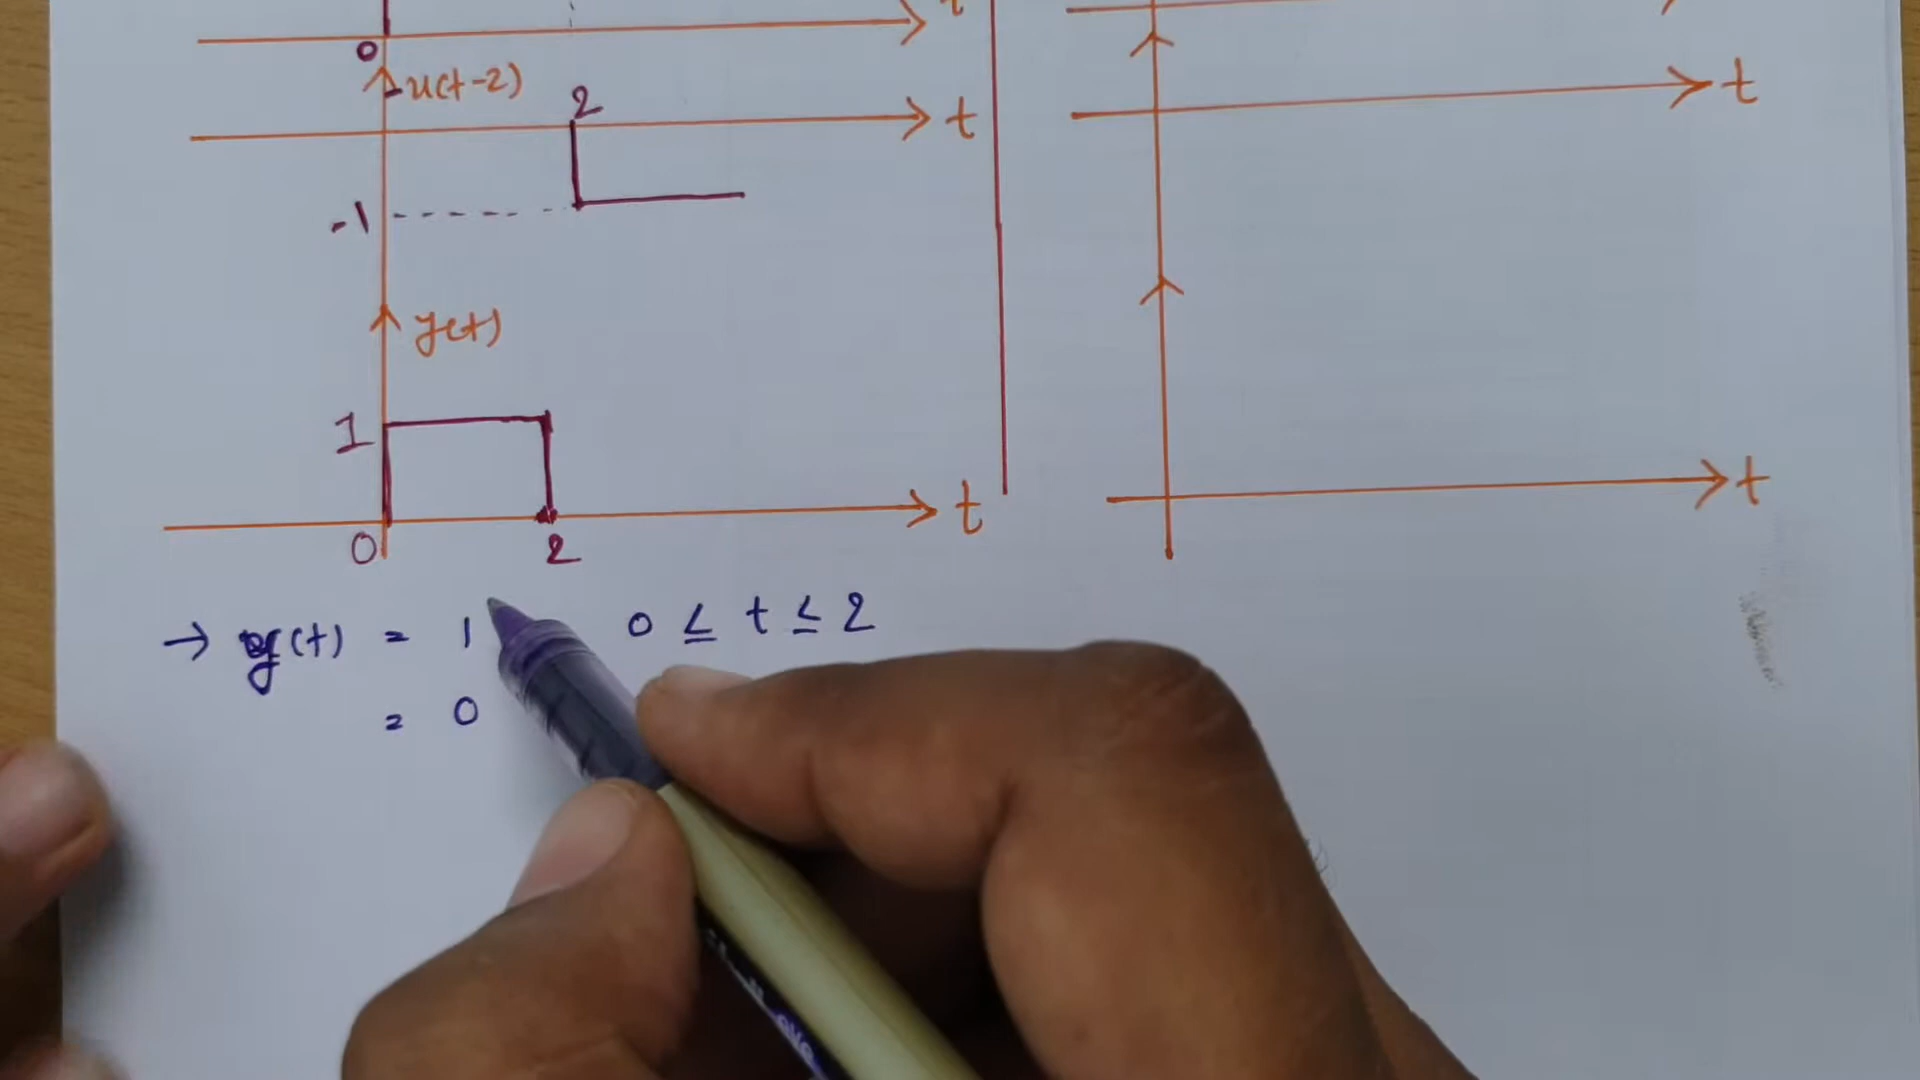 t
0
-u(t-2)
2
t
t
-1
y(t)
1
t
t
0
2
→ y(t) = 1 0 ≤ t ≤ 2
= 0